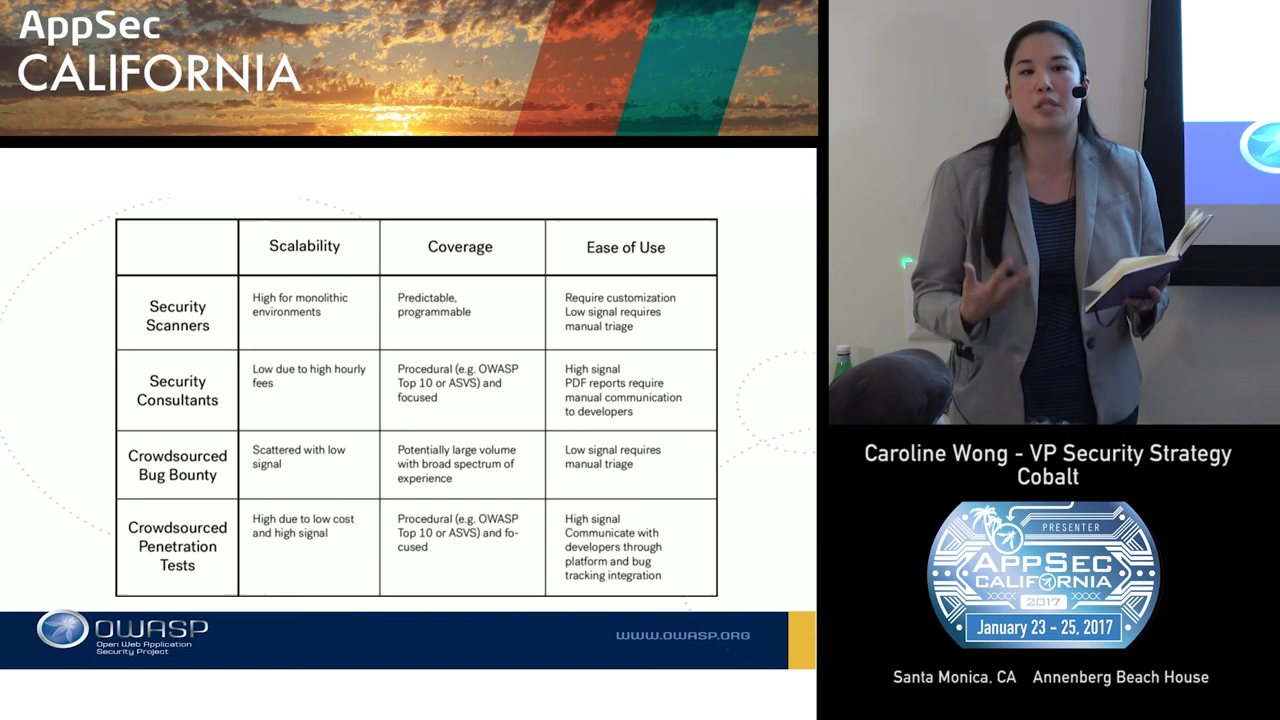 AppSec
CALIFORNIA
Scalability
Coverage
Ease of Use
Security
Scanners
High for monolithic
environments
Predictable,
programmable
Require customization
Low signal requires
manual triage
Security
Consultants
Low due to high hourly
fees
Procedural (e.g. OWASP
Top 10 or ASVS) and
focused
High signal
PDF reports require
manual communication
to developers
Crowdsourced
Bug Bounty
Scattered with low
signal
Potentially large volume
with broad spectrum of
experience
Low signal requires
manual triage
Crowdsourced
Penetration
Tests
High due to low cost
and high signal
Procedural (e.g. OWASP
Top 10 or ASVS) and fo-
cused
High signal
Communicate with
developers through
platform and bug
tracking integration
OWASP
Open Web Application
Security Project
WWW.OWASP.ORG
Caroline Wong - VP Security Strategy
Cobalt
PRESENTER
APPSEC
CALIFORNIA
2017
January 23 - 25, 2017
Santa Monica, CA Annenberg Beach House